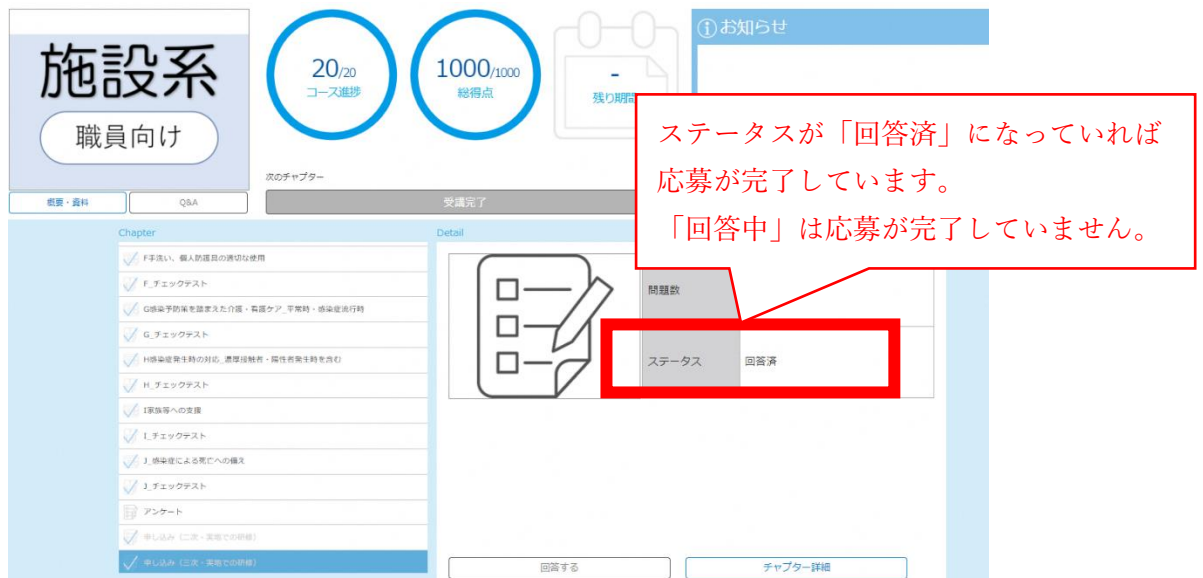 施設系
職員向け
20/20
コース進捗
1000/1000
総得点
-
残り期間
お知らせ
次のチャプター
受講完了
概要・資料
Q&A
ステータスが「回答済」になっていれば
応募が完了しています。
「回答中」は応募が完了していません。
Chapter
F手洗い、個人防護具の適切な使用
F_チェックテスト
G感染予防策を踏まえた介護・看護ケア_平常時・感染症流行時
G_チェックテスト
H感染症発生時の対応_濃厚接触者・陽性者発生時を含む
H_チェックテスト
I家族等への支援
I_チェックテスト
J_感染症による死亡への備え
J_チェックテスト
アンケート
申し込み（二次・実地での研修）
申し込み（三次・実地での研修）
Detail
問題数
ステータス
回答済
回答する
チャプター詳細